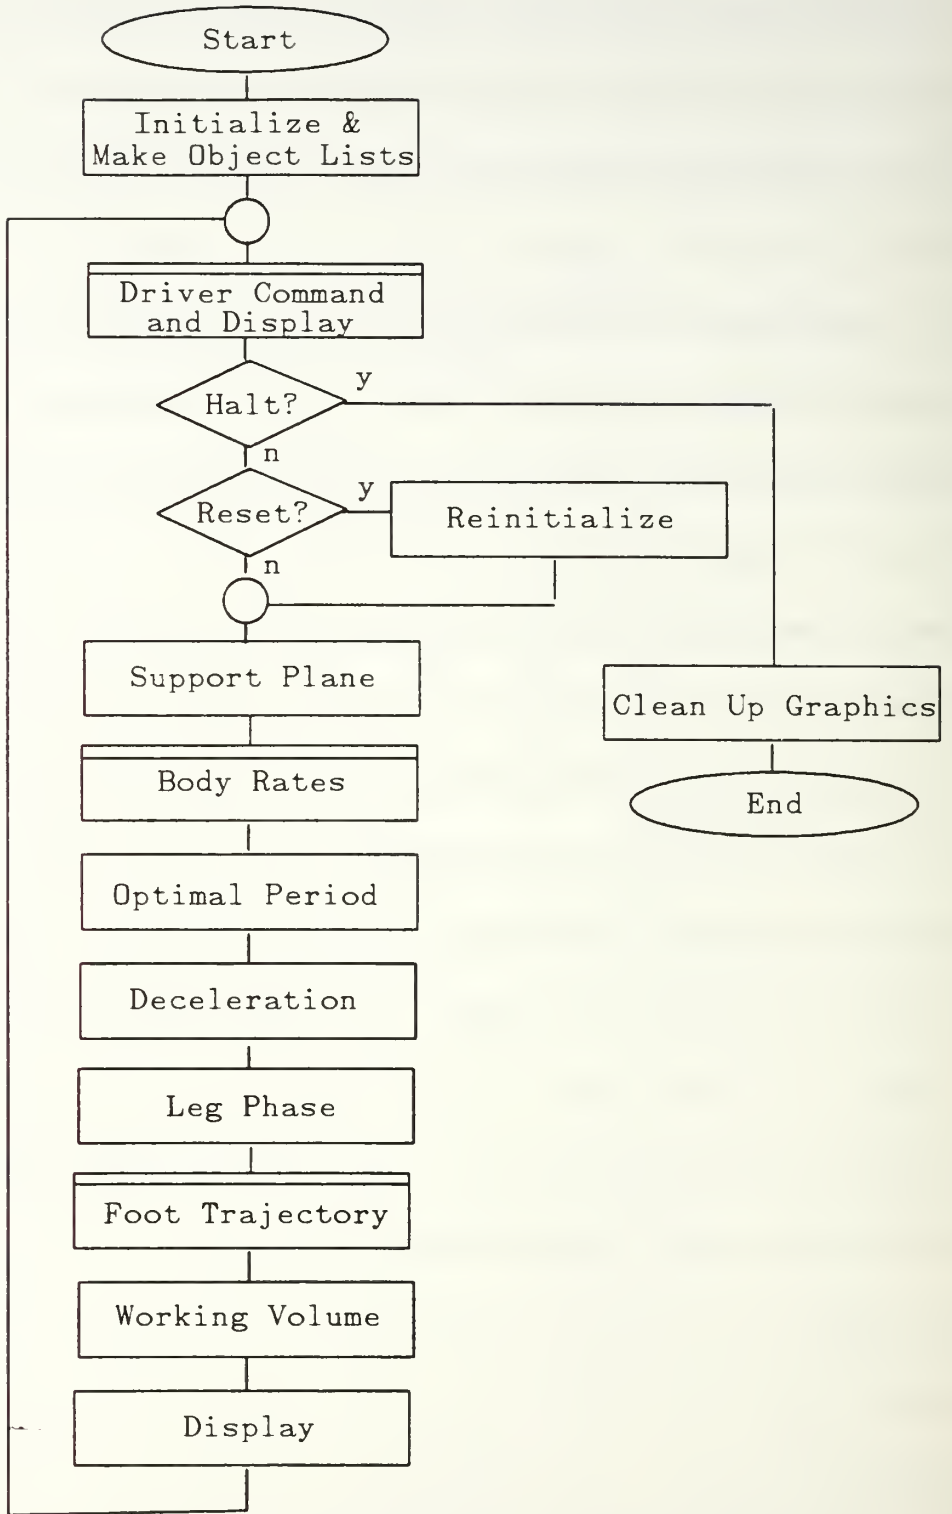 Start
Initialize &
Make Object Lists
Driver Command
and Display
Halt?
y
n
Reset?
y
Reinitialize
n
Support Plane
Clean Up Graphics
Body Rates
End
Optimal Period
Deceleration
Leg Phase
Foot Trajectory
Working Volume
Display